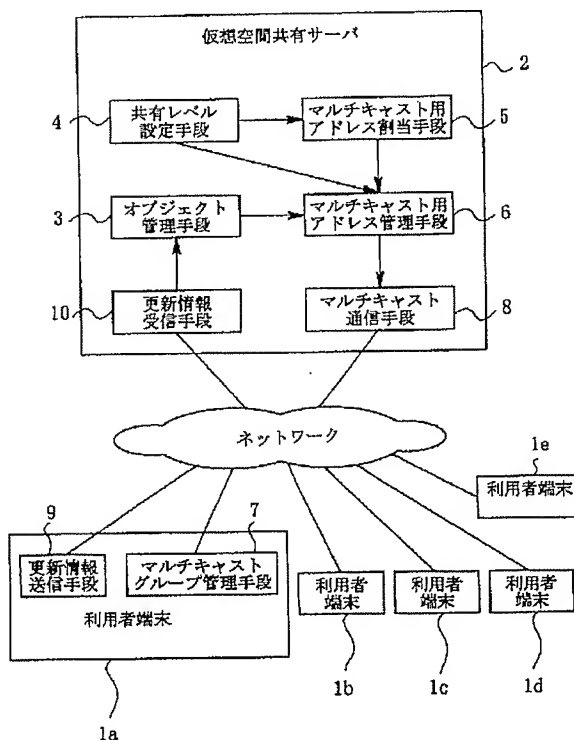 仮想空間共有サーバ
2
共有レベル
設定手段
4
マルチキャスト用
アドレス割当手段
5
オブジェクト
管理手段
3
マルチキャスト用
アドレス管理手段
6
更新情報
受信手段
10
マルチキャスト
通信手段
8
ネットワーク
1e
利用者端末
9
更新情報
送信手段
7
マルチキャスト
グループ管理手段
利用者端末
1a
利用者
端末
1b
利用者
端末
1c
利用者
端末
1d